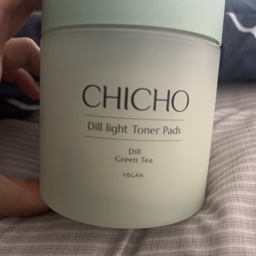 CHICHO
Dill light Toner Pads
Dill
Green Tea
VEGAN